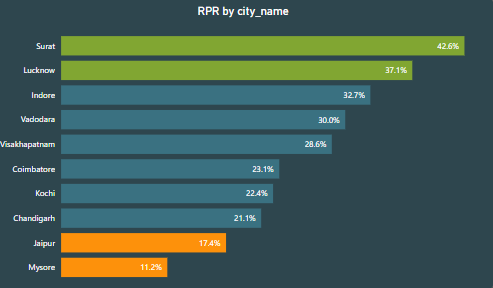 RPR by city_name
Surat 42.6%
Lucknow 37.1%
Indore 32.7%
Vadodara 30.0%
Visakhapatnam 28.6%
Coimbatore 23.1%
Kochi 22.4%
Chandigarh 21.1%
Jaipur 17.4%
Mysore 11.2%